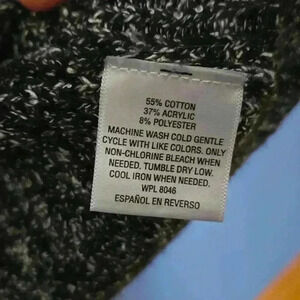 55% COTTON
37% ACRYLIC
8% POLYESTER
MACHINE WASH COLD GENTLE
CYCLE WITH LIKE COLORS. ONLY
NON-CHLORINE BLEACH WHEN
NEEDED. TUMBLE DRY LOW.
COOL IRON WHEN NEEDED.
WPL 8046
ESPAÑOL EN REVERSO